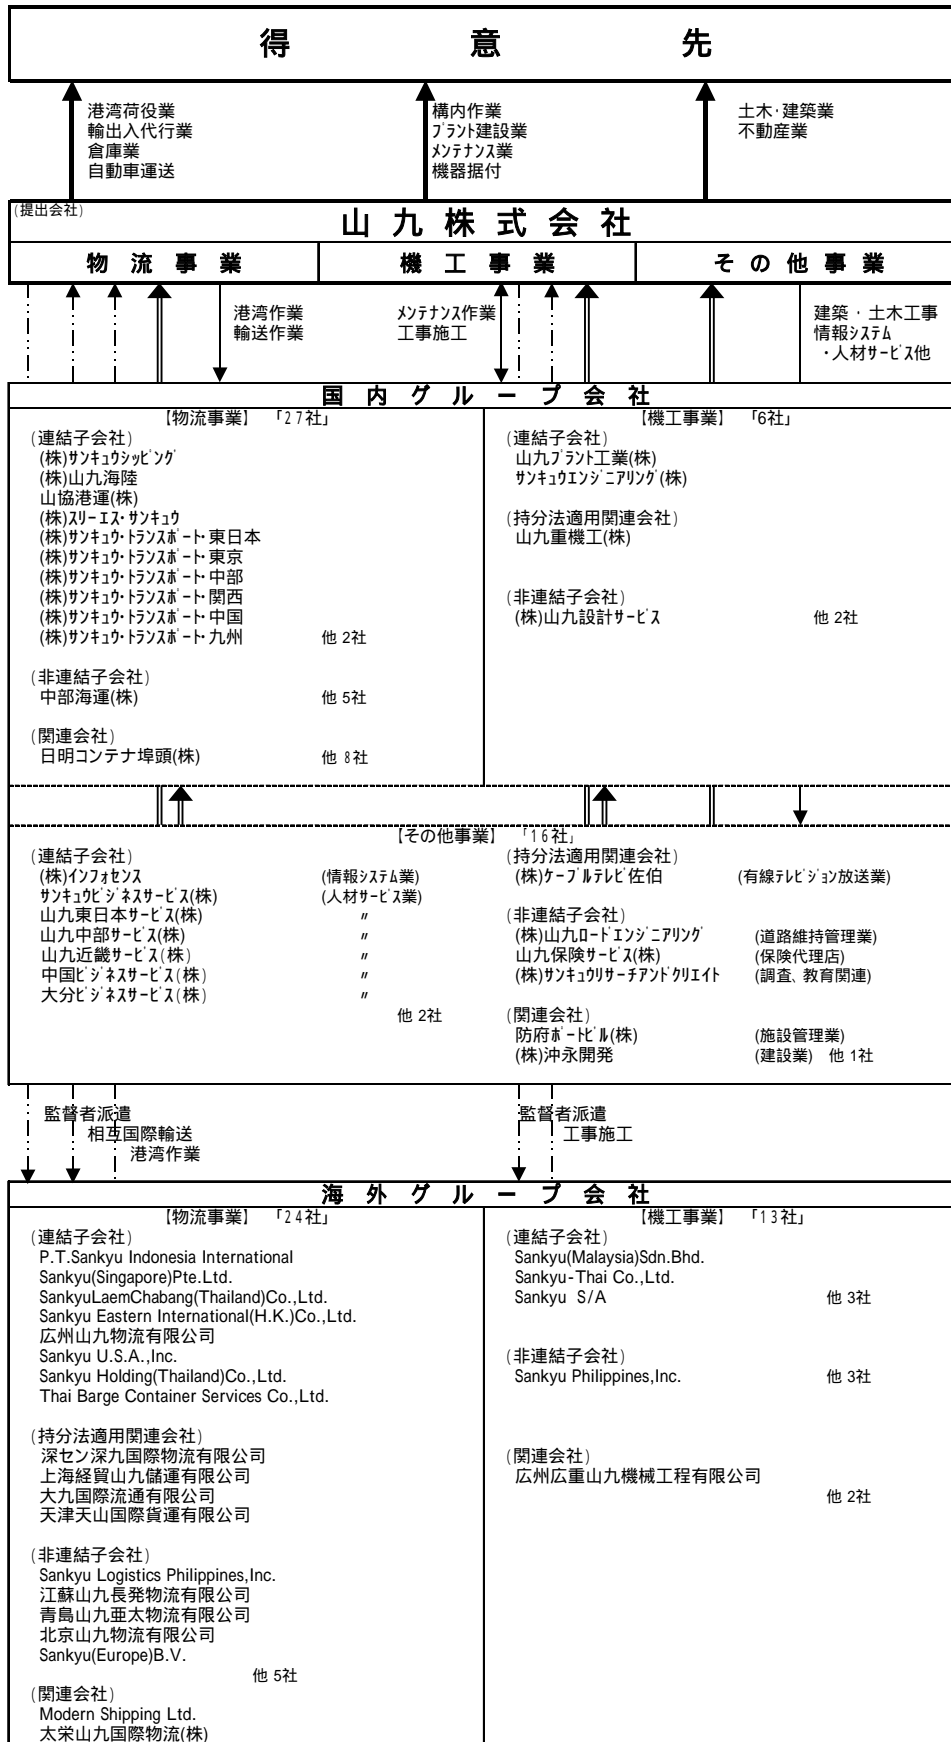 得意先
港湾荷役業
輸出入代行業
倉庫業
自動車運送
構内作業
プラント建設業
メンテナンス業
機器据付
土木・建築業
不動産業
(提出会社)
山九株式会社
物流事業
機工事業
その他事業
港湾作業
輸送作業
メンテナンス作業
工事施工
建築・土木工事
情報システム
・人材サービス他
国内グループ会社
【物流事業】 「27社」
(連結子会社)
(株)サンキュウシッピング
(株)山九海陸
山協港運(株)
(株)スリーエス・サンキュウ
(株)サンキュウ・トランスポート・東日本
(株)サンキュウ・トランスポート・東京
(株)サンキュウ・トランスポート・中部
(株)サンキュウ・トランスポート・関西
(株)サンキュウ・トランスポート・中国
(株)サンキュウ・トランスポート・九州 他 2社
(非連結子会社)
中部海運(株) 他 5社
(関連会社)
日明コンテナ埠頭(株) 他 8社
【機工事業】 「6社」
(連結子会社)
山九プラント工業(株)
サンキュウエンジニアリング(株)
(持分法適用関連会社)
山九重機工(株)
(非連結子会社)
(株)山九設計サービス 他 2社
【その他事業】 「16社」
(連結子会社)
(株)インフォセンス (情報システム業)
サンキュウビジネスサービス(株) (人材サービス業)
山九東日本サービス(株) 〃
山九中部サービス(株) 〃
山九近畿サービス(株) 〃
中国ビジネスサービス(株) 〃
大分ビジネスサービス(株) 〃
他 2社
(持分法適用関連会社)
(株)ケーブルテレビ佐伯 (有線テレビジョン放送業)
(非連結子会社)
(株)山九ロードエンジニアリング (道路維持管理業)
山九保険サービス(株) (保険代理店)
(株)サンキュウリサーチアンドクリエイト (調査、教育関連)
(関連会社)
防府ポートビル(株) (施設管理業)
(株)沖永開発 (建設業) 他 1社
監督者派遣
相互国際輸送
港湾作業
監督者派遣
工事施工
海外グループ会社
【物流事業】 「24社」
(連結子会社)
P.T.Sankyu Indonesia International
Sankyu(Singapore)Pte.Ltd.
SankyuLaemChabang(Thailand)Co.,Ltd.
Sankyu Eastern International(H.K.)Co.,Ltd.
広州山九物流有限公司
Sankyu U.S.A.,Inc.
Sankyu Holding(Thailand)Co.,Ltd.
Thai Barge Container Services Co.,Ltd.
(持分法適用関連会社)
深セン深九国際物流有限公司
上海経貿山九儲運有限公司
大九国際流通有限公司
天津天山国際貨運有限公司
(非連結子会社)
Sankyu Logistics Philippines,Inc.
江蘇山九長発物流有限公司
青島山九亜太物流有限公司
北京山九物流有限公司
Sankyu(Europe)B.V.
他 5社
(関連会社)
Modern Shipping Ltd.
太栄山九国際物流(株)
【機工事業】 「13社」
(連結子会社)
Sankyu(Malaysia)Sdn.Bhd.
Sankyu-Thai Co.,Ltd.
Sankyu S/A 他 3社
(非連結子会社)
Sankyu Philippines,Inc. 他 3社
(関連会社)
広州広重山九機械工程有限公司
他 2社